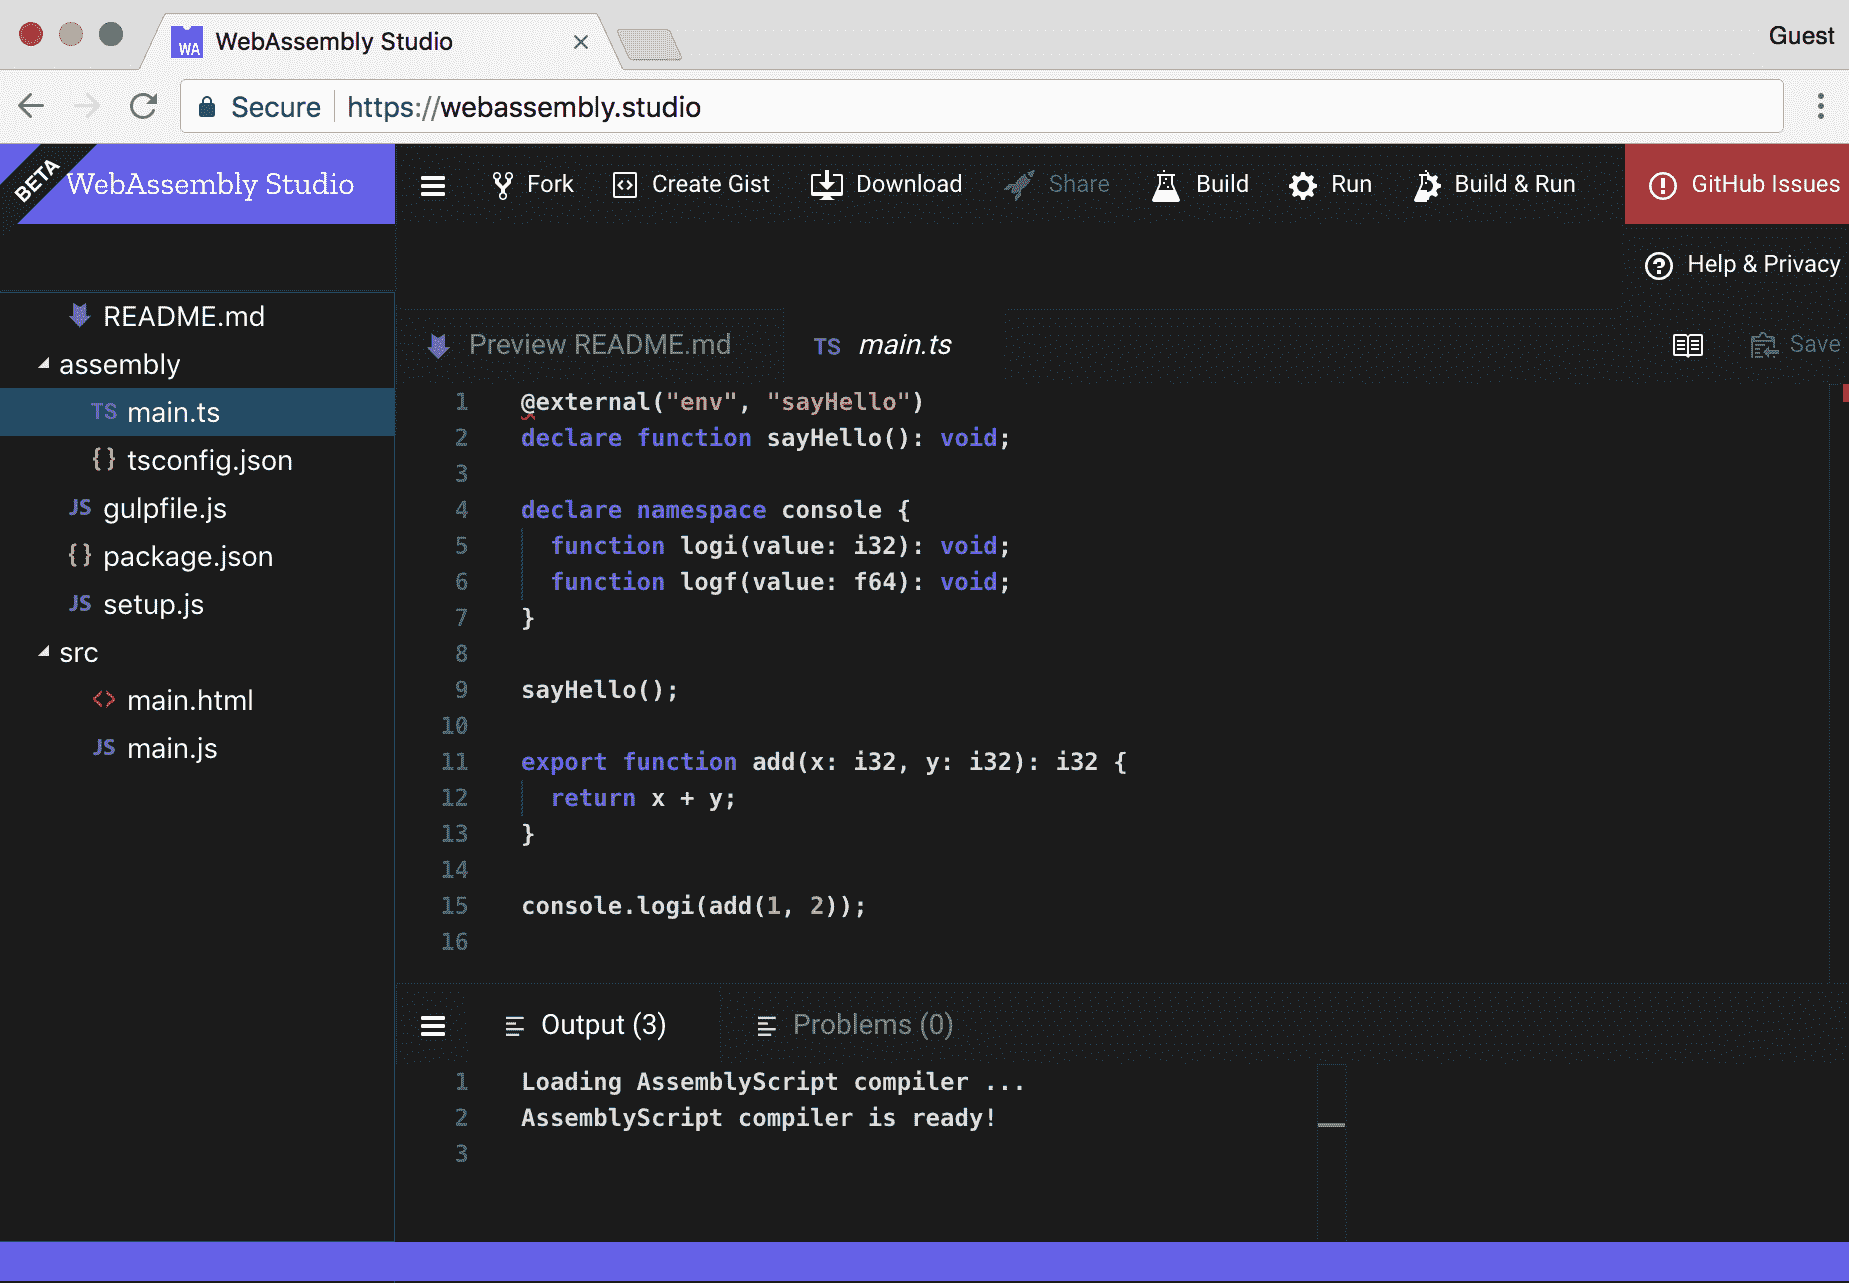 WebAssembly Studio
Guest
Secure https://webassembly.studio
BETA WebAssembly Studio
Fork Create Gist Download Share Build Run Build & Run GitHub Issues
Help & Privacy
README.md
assembly
TS main.ts
{} tsconfig.json
JS gulpfile.js
{} package.json
JS setup.js
src
<> main.html
JS main.js
Preview README.md TS main.ts Save
1 @external("env", "sayHello")
2 declare function sayHello(): void;
3
4 declare namespace console {
5   function logi(value: i32): void;
6   function logf(value: f64): void;
7 }
8
9 sayHello();
10
11 export function add(x: i32, y: i32): i32 {
12   return x + y;
13 }
14
15 console.logi(add(1, 2));
16
Output (3) Problems (0)
1 Loading AssemblyScript compiler ...
2 AssemblyScript compiler is ready!
3